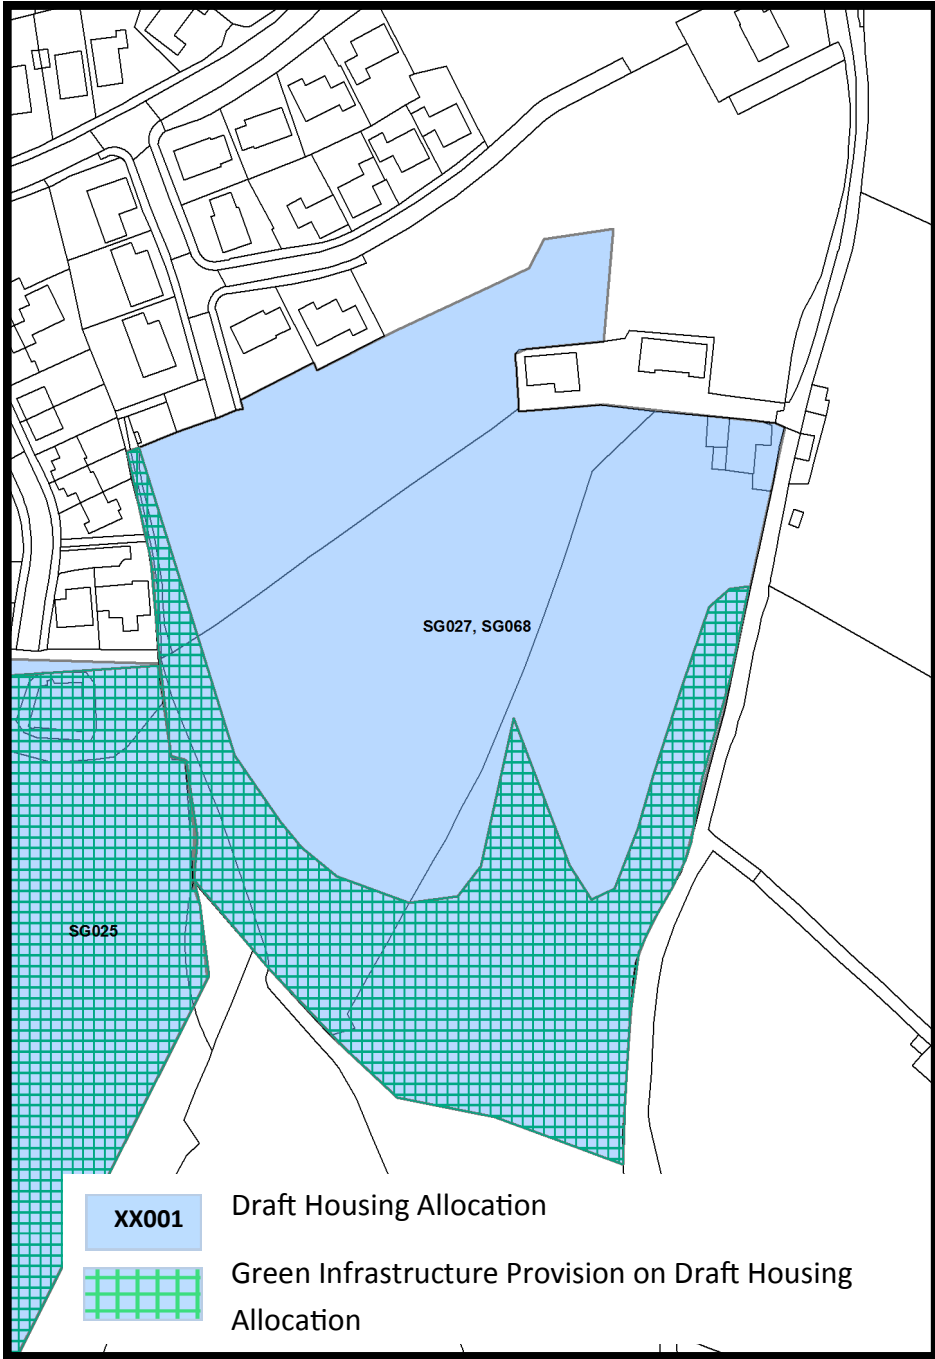 SG027, SG068
SG025
XX001
Draft Housing Allocation
Green Infrastructure Provision on Draft Housing
Allocation